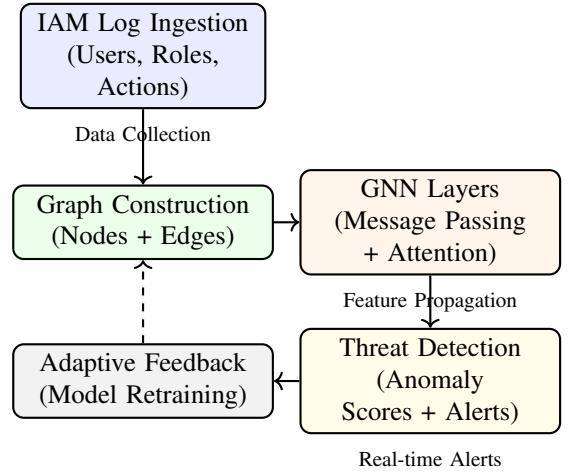 IAM Log Ingestion
(Users, Roles,
Actions)
Data Collection
Graph Construction
(Nodes + Edges)
GNN Layers
(Message Passing
+ Attention)
Feature Propagation
Threat Detection
(Anomaly
Scores + Alerts)
Real-time Alerts
Adaptive Feedback
(Model Retraining)